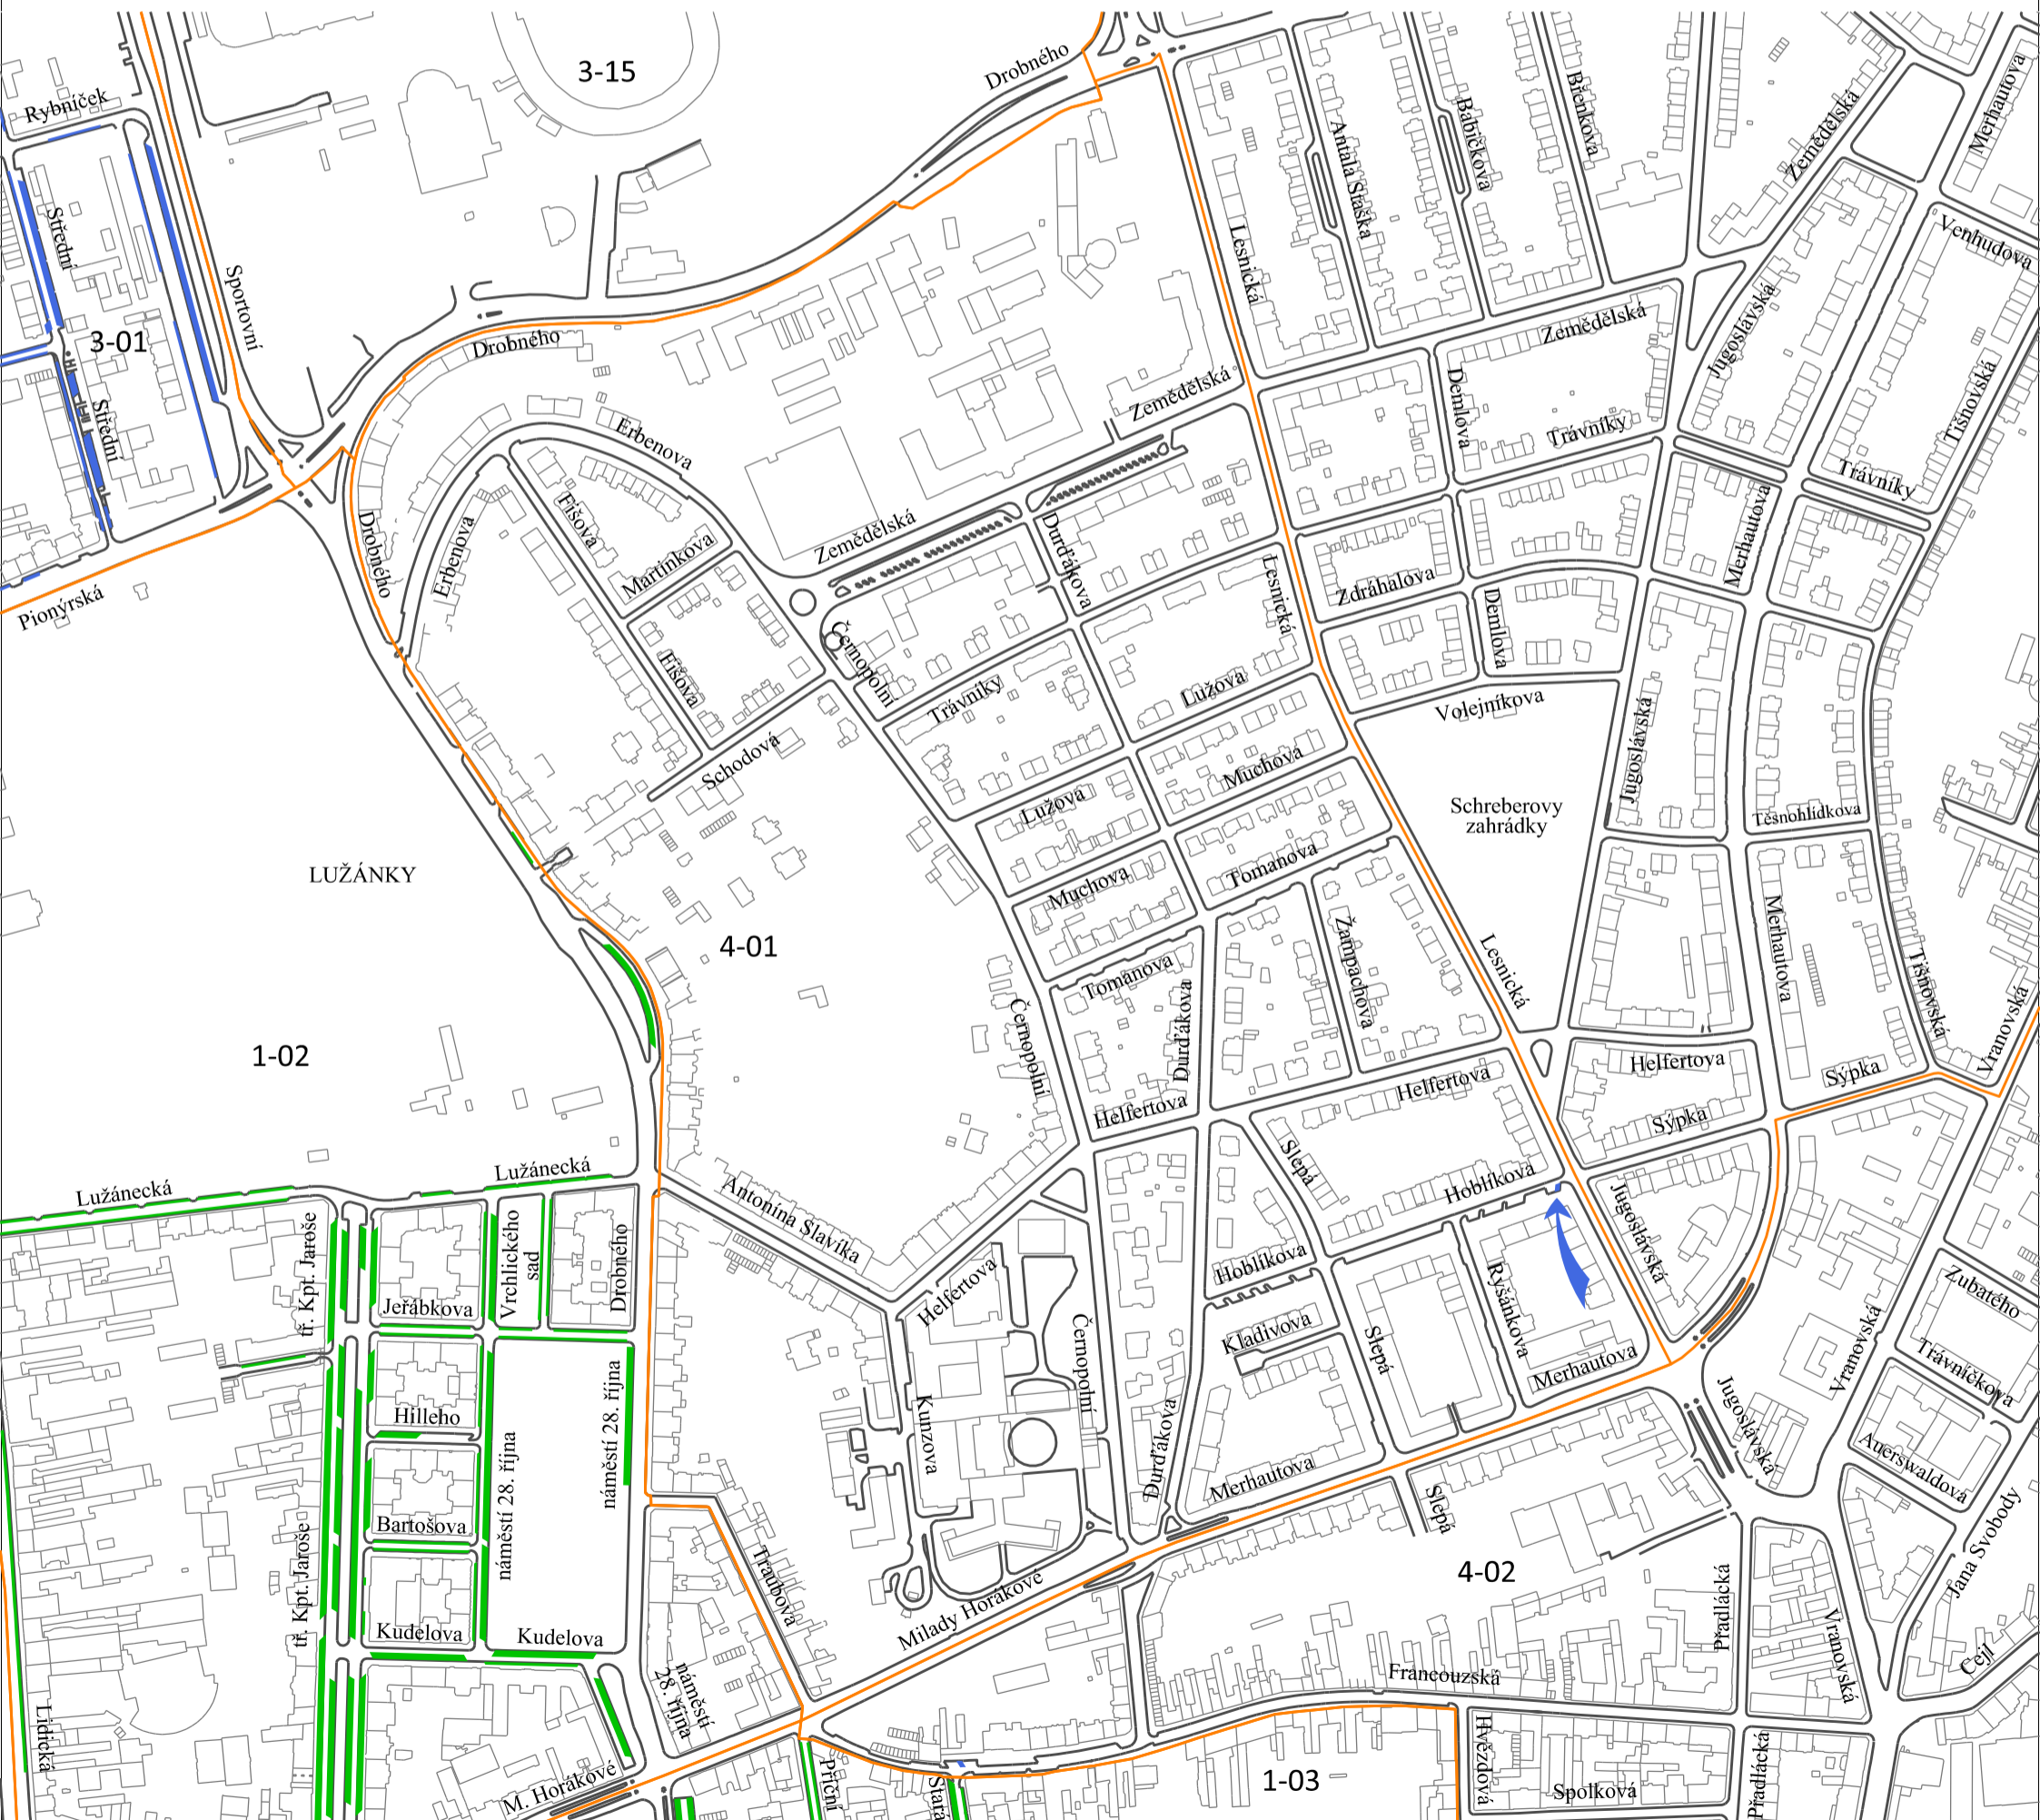 Drobného
3-15
Rybníček
Merhautova
Břenkova
Babičkova
Zemědělská
Antala Staška
Střední
Lesnická
Venhudova
Sportovní
3-01
Drobného
Zemědělská
Jugoslávská
Tišnovská
Demlova
Zemědělská
Střední
Erbenova
Trávníky
Trávníky
Fišova
Drobného
Erbenova
Zemědělská
Durďákova
Merhautova
Martinkova
Lesnická
Zdráhalova
Pionýrská
Demlova
Černopolní
Fišova
Trávníky
Lužova
Volejníkova
Jugoslávská
Schodová
Muchova
Lužova
Schreberovy
zahrádky
Těsnohlídkova
LUŽÁNKY
Muchova
Tomanova
4-01
Merhautova
Žampachova
Lesnická
Tišnovská
Tomanova
Durďákova
Černopolní
Vranovská
1-02
Helfertova
Helfertova
Sýpka
Helfertova
Sýpka
Slepá
Lužánecká
Lužánecká
Hoblíkova
Antonína Slavíka
Jugoslávská
tř. Kpt. Jaroše
Vrchlického
sad
Drobného
Hoblíkova
Helfertova
Ryšánkova
Zubatého
Jeřábkova
Kladivova
Černopolní
Slepá
Merhautova
Vranovská
Trávníčkova
náměstí 28. října
Hilleho
Kunzova
Jugoslávská
Durďákova
Merhautova
Auerswaldova
náměstí 28. října
Slepá
Bartošova
tř. Kpt. Jaroše
Jana Svobody
Traubova
4-02
Milady Horákové
Přadlácká
Vranovská
Kudelova
Kudelova
Cejl
náměstí
28. října
Francouzská
Lidická
Hvězdová
Přadlácká
M. Horákové
Příční
Stará
1-03
Spolková